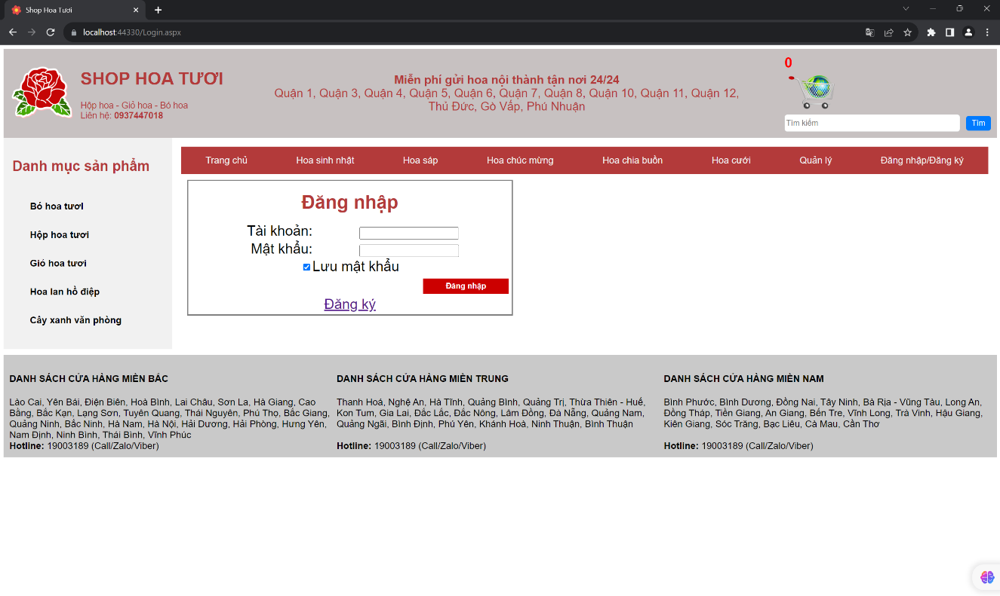 Shop Hoa Tươi
localhost:44330/Login.aspx
SHOP HOA TƯƠI
Hộp hoa - Giỏ hoa - Bó hoa
Liên hệ: 0937447018
Miễn phí gửi hoa nội thành tận nơi 24/24
Quận 1, Quận 3, Quận 4, Quận 5, Quận 6, Quận 7, Quận 8, Quận 10, Quận 11, Quận 12,
Thủ Đức, Gò Vấp, Phú Nhuận
0
Tìm kiếm
Tìm
Danh mục sản phẩm
Bó hoa tươi
Hộp hoa tươi
Giỏ hoa tươi
Hoa lan hồ điệp
Cây xanh văn phòng
Trang chủ
Hoa sinh nhật
Hoa sáp
Hoa chúc mừng
Hoa chia buồn
Hoa cưới
Quản lý
Đăng nhập/Đăng ký
Đăng nhập
Tài khoản:
Mật khẩu:
Lưu mật khẩu
Đăng nhập
Đăng ký
DANH SÁCH CỬA HÀNG MIỀN BẮC
Lào Cai, Yên Bái, Điện Biên, Hoà Bình, Lai Châu, Sơn La, Hà Giang, Cao
Bằng, Bắc Kạn, Lạng Sơn, Tuyên Quang, Thái Nguyên, Phú Thọ, Bắc Giang,
Quảng Ninh, Bắc Ninh, Hà Nam, Hà Nội, Hải Dương, Hải Phòng, Hưng Yên,
Nam Định, Ninh Bình, Thái Bình, Vĩnh Phúc
Hotline: 19003189 (Call/Zalo/Viber)
DANH SÁCH CỬA HÀNG MIỀN TRUNG
Thanh Hoá, Nghệ An, Hà Tĩnh, Quảng Bình, Quảng Trị, Thừa Thiên - Huế,
Kon Tum, Gia Lai, Đắc Lắc, Đắc Nông, Lâm Đồng, Đà Nẵng, Quảng Nam,
Quảng Ngãi, Bình Định, Phú Yên, Khánh Hoà, Ninh Thuận, Bình Thuận
Hotline: 19003189 (Call/Zalo/Viber)
DANH SÁCH CỬA HÀNG MIỀN NAM
Bình Phước, Bình Dương, Đồng Nai, Tây Ninh, Bà Rịa - Vũng Tàu, Long An,
Đồng Tháp, Tiền Giang, An Giang, Bến Tre, Vĩnh Long, Trà Vinh, Hậu Giang,
Kiên Giang, Sóc Trăng, Bạc Liêu, Cà Mau, Cần Thơ
Hotline: 19003189 (Call/Zalo/Viber)